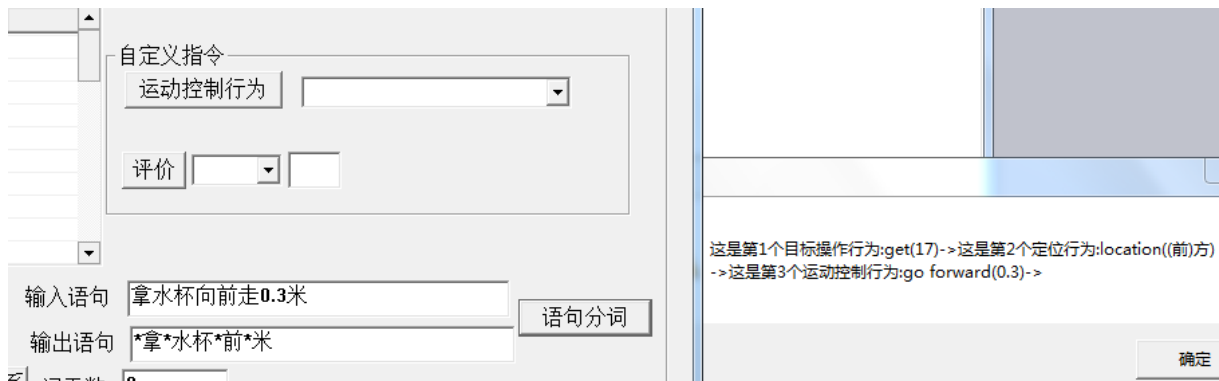 自定义指令
运动控制行为
评价
输入语句 拿水杯向前走0.3米
语句分词
输出语句 *拿*水杯*前*米
这是第1个目标操作行为:get(17)->这是第2个定位行为:location((前)方)
->这是第3个运动控制行为:go forward(0.3)->
确定